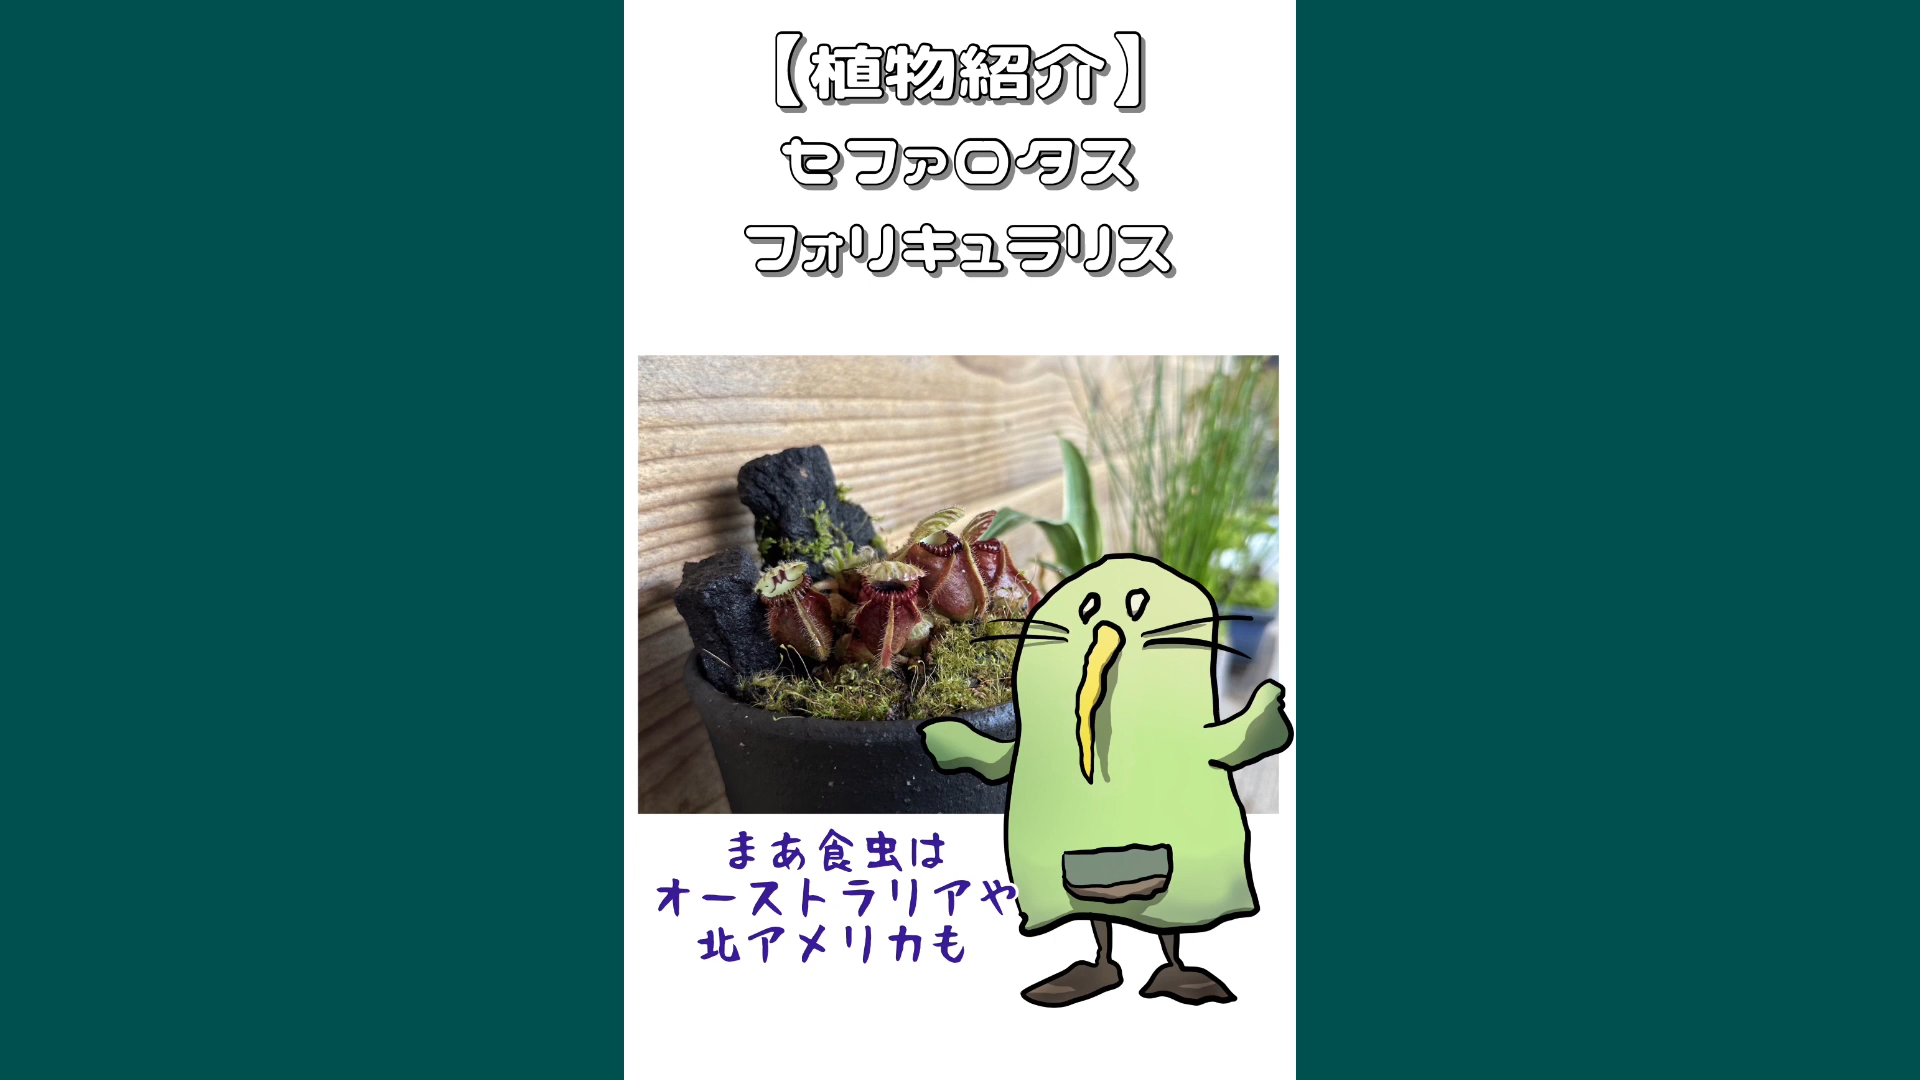 【植物紹介】
セファロタス
フォリキュラリス
まあ食虫は
オーストラリアや
北アメリカも